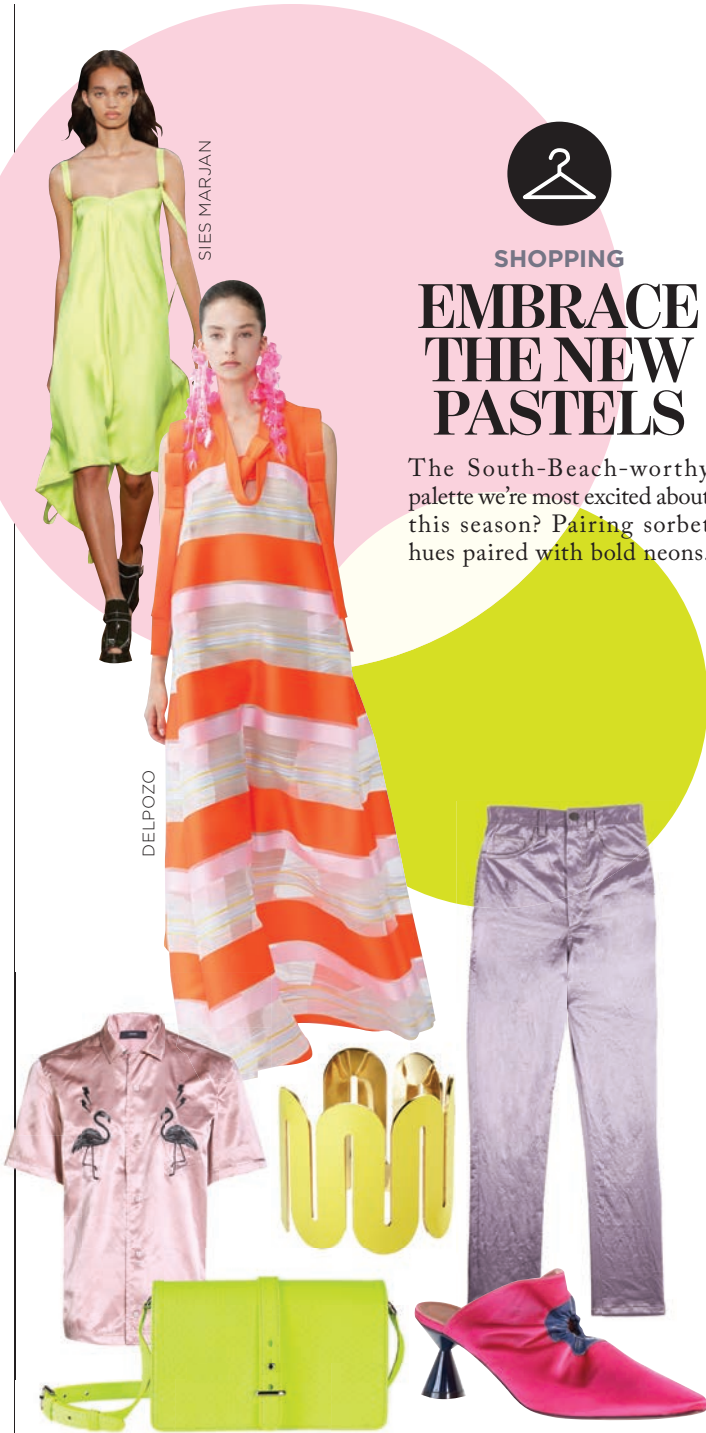 SIES MARJAN
SHOPPING
EMBRACE
THE NEW
PASTELS
The South-Beach-worthy
palette we're most excited about
this season? Pairing sorbet
hues paired with bold neons.
DELPOZO